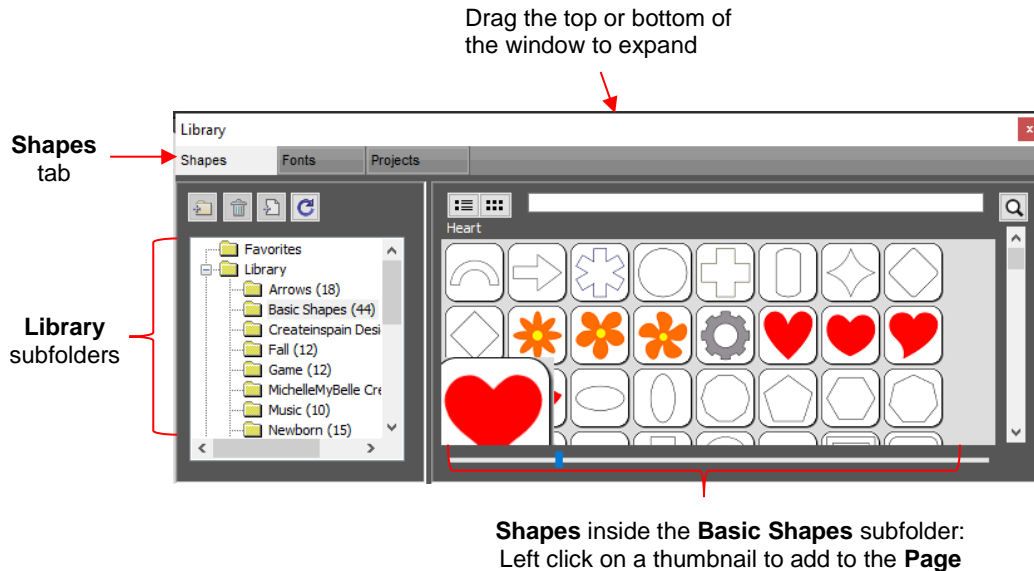 Drag the top or bottom of
the window to expand
Library
x
Shapes
tab
Shapes
Fonts
Projects
Heart
Favorites
Library
Arrows (18)
Basic Shapes (44)
Createinspain Desi
Fall (12)
Game (12)
MichelleMyBelle Cre
Music (10)
Newborn (15)
Library
subfolders
Shapes inside the Basic Shapes subfolder:
Left click on a thumbnail to add to the Page